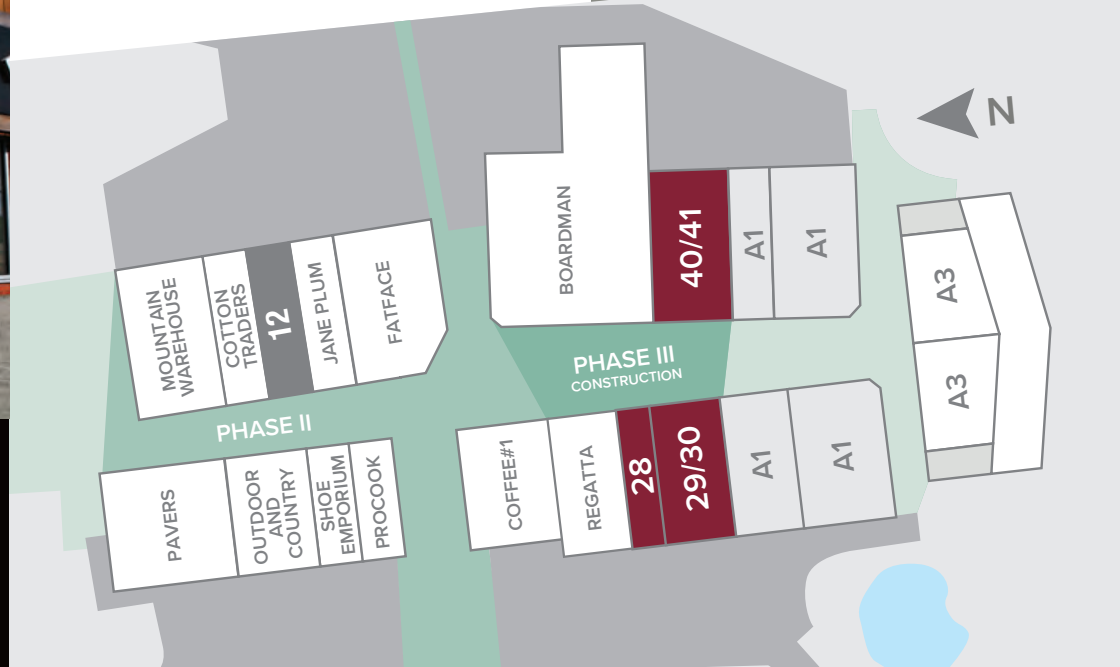 N
BOARDMAN
40/41
A1
A1
MOUNTAIN
WAREHOUSE
COTTON
TRADERS
12
JANE PLUM
FATFACE
A3
A3
PHASE III
CONSTRUCTION
PHASE II
PAVERS
OUTDOOR
AND
COUNTRY
SHOE
EMPORIUM
PROCOOK
COFFEE#1
REGATTA
28
29/30
A1
A1